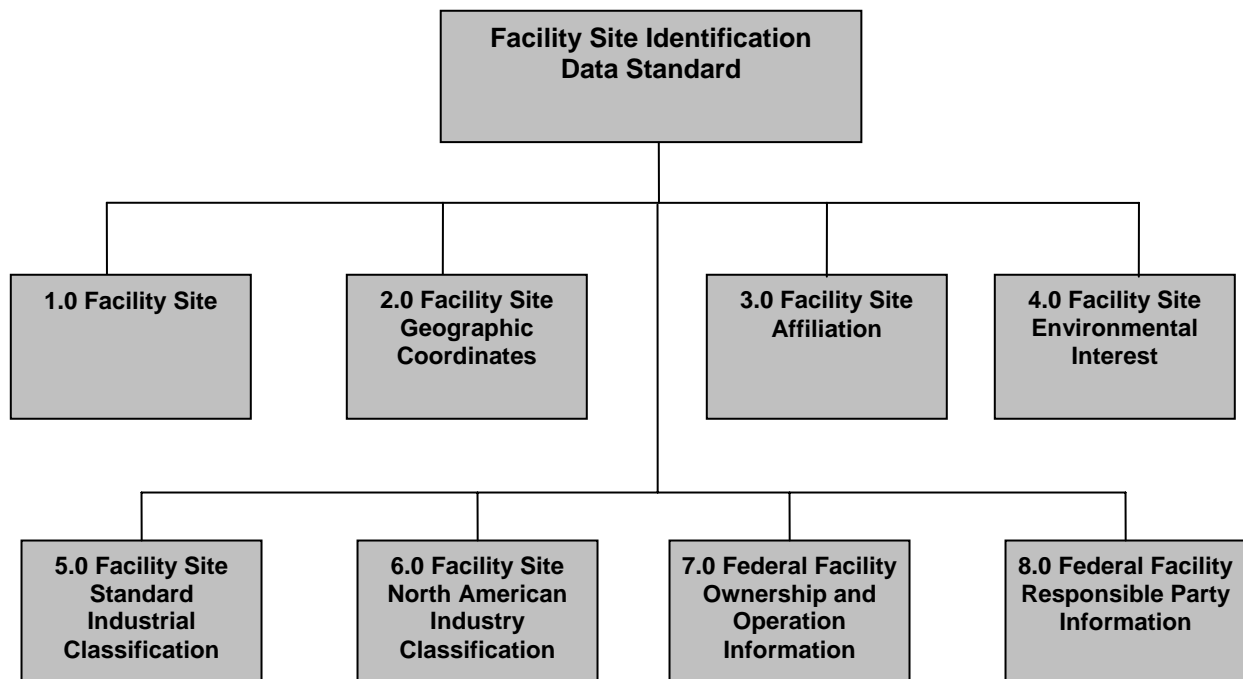 Facility Site Identification
Data Standard
1.0 Facility Site
2.0 Facility Site
Geographic
Coordinates
3.0 Facility Site
Affiliation
4.0 Facility Site
Environmental
Interest
5.0 Facility Site
Standard
Industrial
Classification
6.0 Facility Site
North American
Industry
Classification
7.0 Federal Facility
Ownership and
Operation
Information
8.0 Federal Facility
Responsible Party
Information